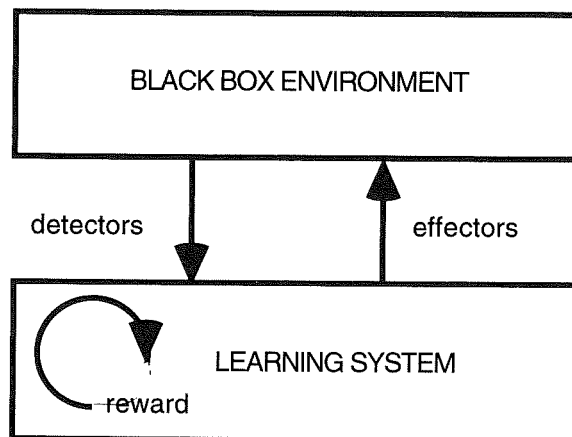 BLACK BOX ENVIRONMENT
detectors
effectors
LEARNING SYSTEM
reward